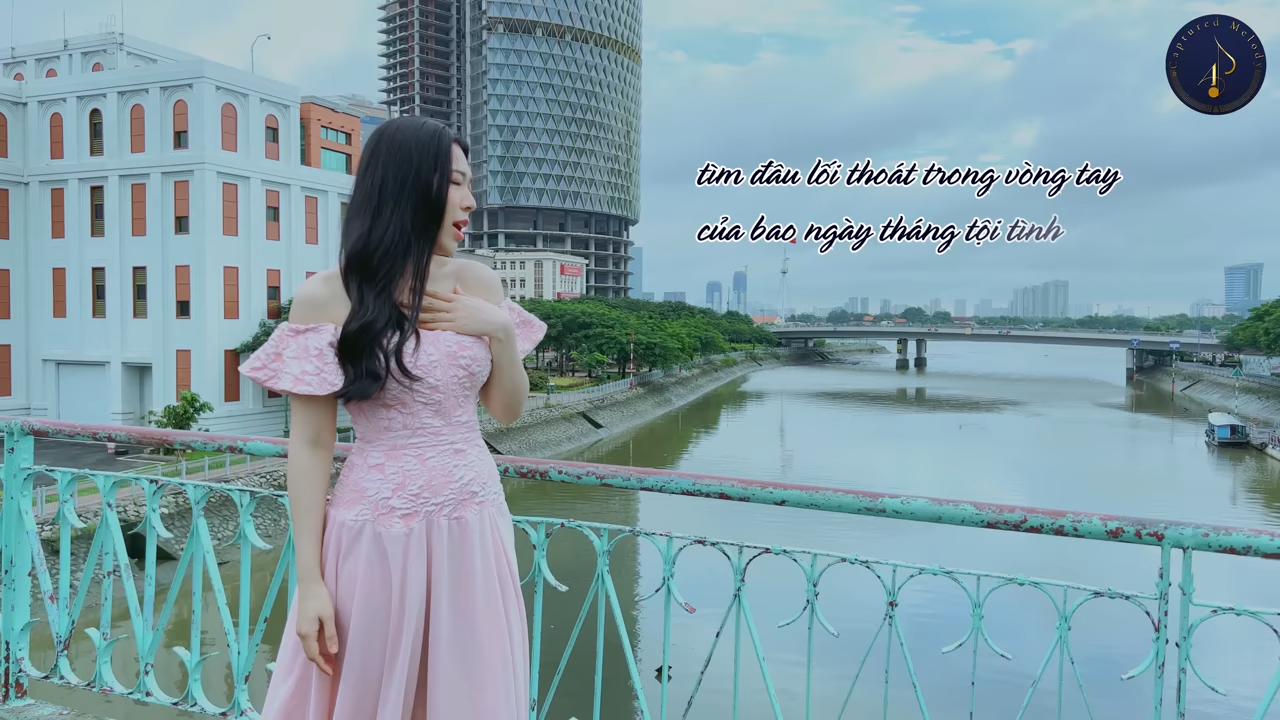 Captured Melody
tìm đâu lối thoát trong vòng tay
của bao ngày tháng tội tình